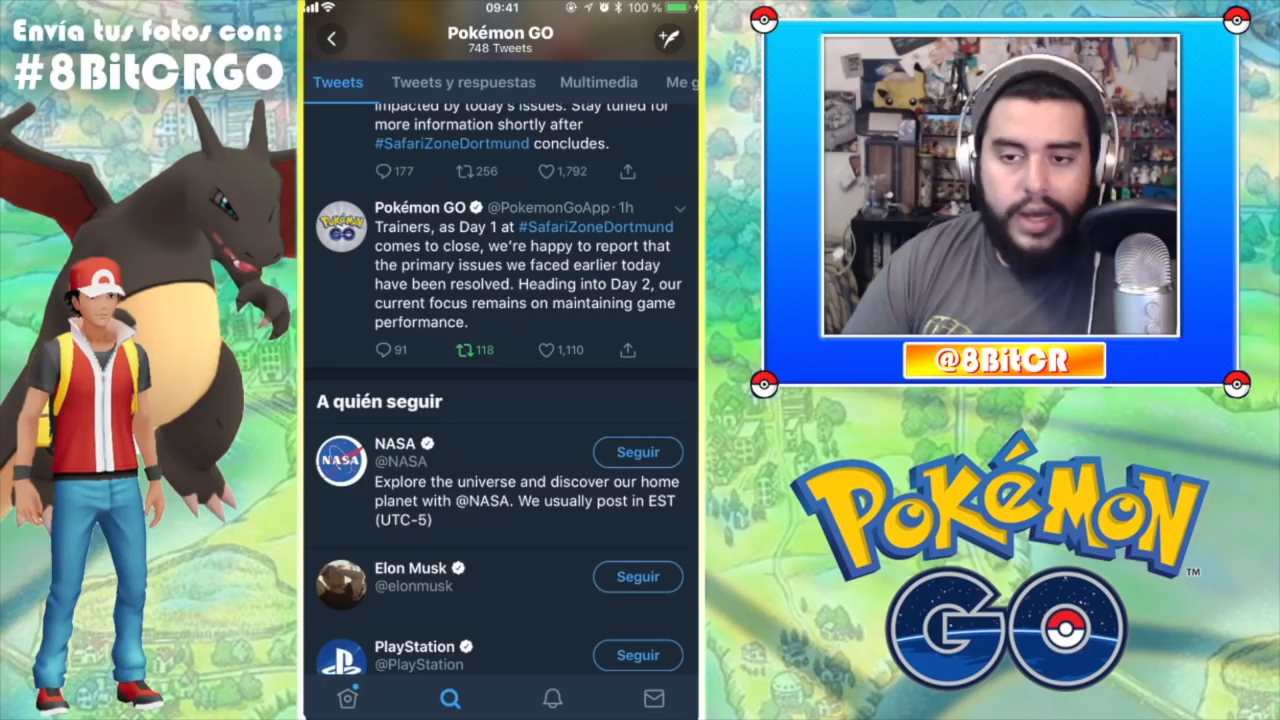 Envía tus fotos con:
#8BitCRGO
09:41
100 %
Pokémon GO
748 Tweets
Tweets
Tweets y respuestas
Multimedia
Me g
impacted by today's issues. Stay tuned for
more information shortly after
#SafariZoneDortmund concludes.
177
256
1,792
Pokémon GO @PokemonGoApp · 1h
Trainers, as Day 1 at #SafariZoneDortmund
comes to close, we're happy to report that
the primary issues we faced earlier today
have been resolved. Heading into Day 2, our
current focus remains on maintaining game
performance.
91
118
1,110
POKÉMON
GO
A quién seguir
NASA
@NASA
Seguir
Explore the universe and discover our home
planet with @NASA. We usually post in EST
(UTC-5)
NASA
Elon Musk
@elonmusk
Seguir
PlayStation
@PlayStation
Seguir
@8BitCR
POKÉMON
GO
TM